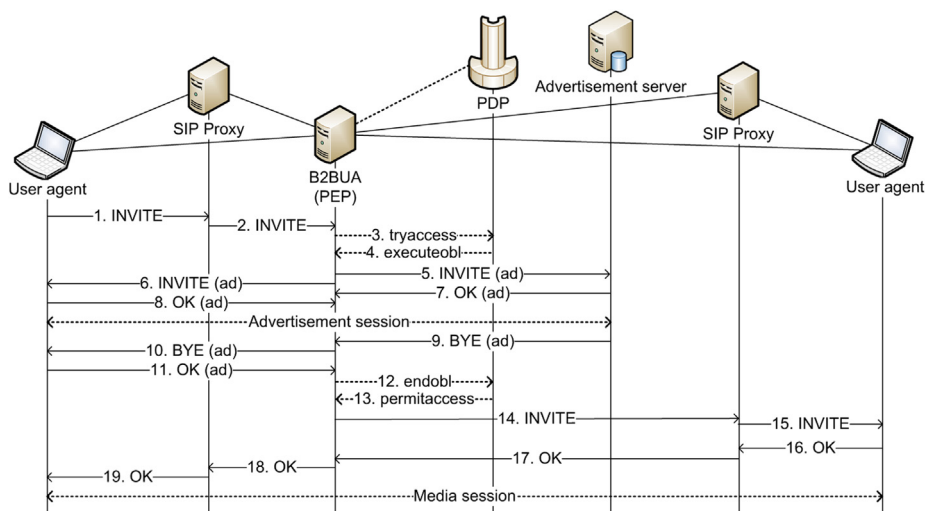 Advertisement server
PDP
SIP Proxy
SIP Proxy
B2BUA
(PEP)
User agent
User agent
1. INVITE
2. INVITE
3. tryaccess
4. executeobl
5. INVITE (ad)
6. INVITE (ad)
7. OK (ad)
8. OK (ad)
Advertisement session
9. BYE (ad)
10. BYE (ad)
11. OK (ad)
12. endobl
13. permitaccess
14. INVITE
15. INVITE
16. OK
17. OK
18. OK
19. OK
Media session